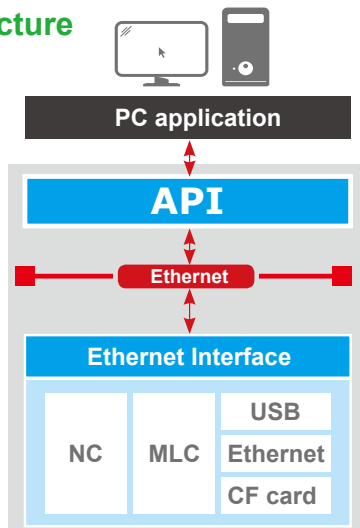 cture
PC application
API
Ethernet
Ethernet Interface
NC
MLC
USB
Ethernet
CF card